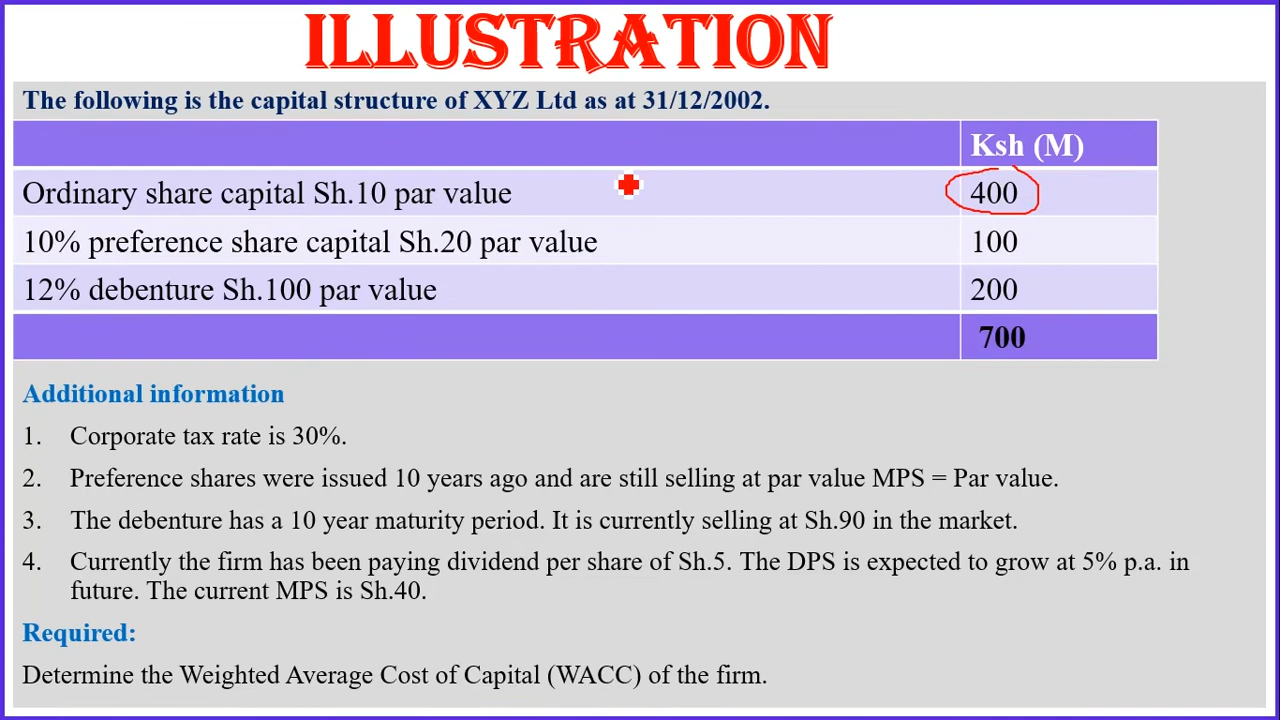 ILLUSTRATION
The following is the capital structure of XYZ Ltd as at 31/12/2002.
Ksh (M)
Ordinary share capital Sh.10 par value 400
10% preference share capital Sh.20 par value 100
12% debenture Sh.100 par value 200
700
Additional information
1. Corporate tax rate is 30%.
2. Preference shares were issued 10 years ago and are still selling at par value MPS = Par value.
3. The debenture has a 10 year maturity period. It is currently selling at Sh.90 in the market.
4. Currently the firm has been paying dividend per share of Sh.5. The DPS is expected to grow at 5% p.a. in
future. The current MPS is Sh.40.
Required:
Determine the Weighted Average Cost of Capital (WACC) of the firm.